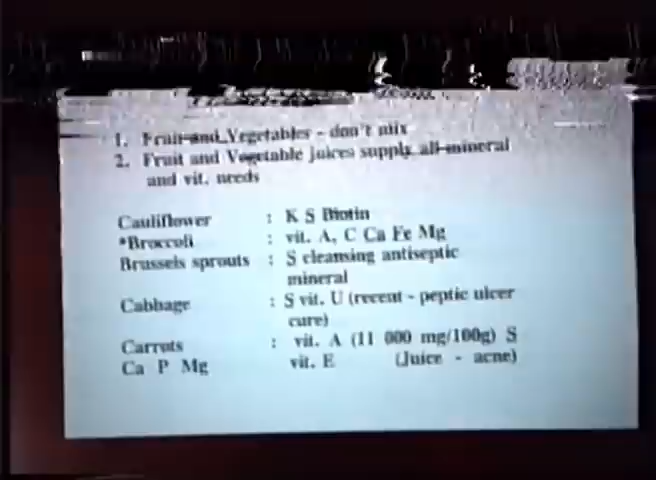 1. Fruit and Vegetables - don't mix
2. Fruit and Vegetable juices supply all mineral
and vit. needs
Cauliflower : K S Biotin
*Broccoli : vit. A, C Ca Fe Mg
Brussels sprouts : S cleansing antiseptic
mineral
Cabbage : S vit. U (recent - peptic ulcer
cure)
Carrots : vit. A (11 000 mg/100g) S
Ca P Mg vit. E (Juice - acne)